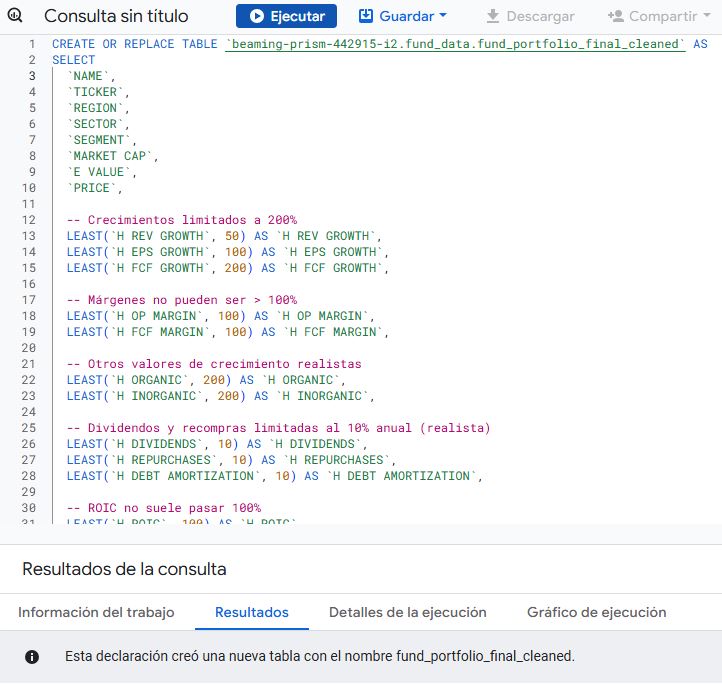 Consulta sin título Ejecutar Guardar Descargar Compartir
1 CREATE OR REPLACE TABLE `beaming-prism-442915-i2.fund_data.fund_portfolio_final_cleaned` AS
2 SELECT
3 `NAME`,
4 `TICKER`,
5 `REGION`,
6 `SECTOR`,
7 `SEGMENT`,
8 `MARKET CAP`,
9 `E VALUE`,
10 `PRICE`,
11
12 -- Crecimientos limitados a 200%
13 LEAST(`H REV GROWTH`, 50) AS `H REV GROWTH`,
14 LEAST(`H EPS GROWTH`, 100) AS `H EPS GROWTH`,
15 LEAST(`H FCF GROWTH`, 200) AS `H FCF GROWTH`,
16
17 -- Márgenes no pueden ser > 100%
18 LEAST(`H OP MARGIN`, 100) AS `H OP MARGIN`,
19 LEAST(`H FCF MARGIN`, 100) AS `H FCF MARGIN`,
20
21 -- Otros valores de crecimiento realistas
22 LEAST(`H ORGANIC`, 200) AS `H ORGANIC`,
23 LEAST(`H INORGANIC`, 200) AS `H INORGANIC`,
24
25 -- Dividendos y recompras limitadas al 10% anual (realista)
26 LEAST(`H DIVIDENDS`, 10) AS `H DIVIDENDS`,
27 LEAST(`H REPURCHASES`, 10) AS `H REPURCHASES`,
28 LEAST(`H DEBT AMORTIZATION`, 10) AS `H DEBT AMORTIZATION`,
29
30 -- ROIC no suele pasar 100%
31 LEAST(`H ROIC`, 100) AS `H ROIC`
Resultados de la consulta
Información del trabajo Resultados Detalles de la ejecución Gráfico de ejecución
Esta declaración creó una nueva tabla con el nombre fund_portfolio_final_cleaned.